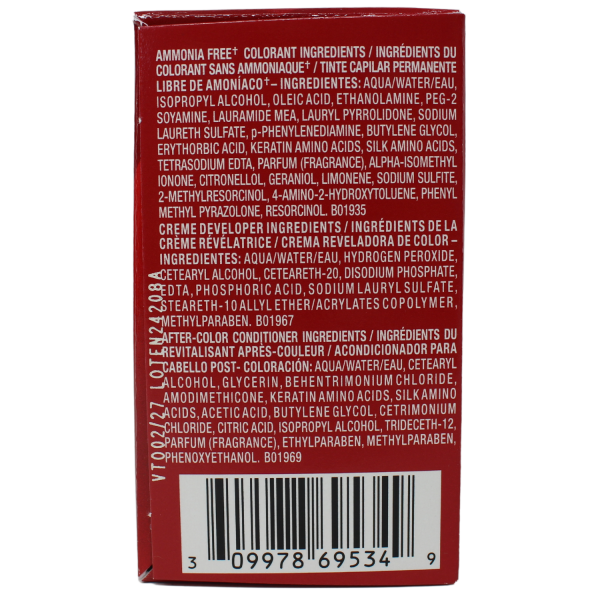 AMMONIA FREE† COLORANT INGREDIENTS / INGRÉDIENTS DU
COLORANT SANS AMMONIAQUE† / TINTE CAPILAR PERMANENTE
LIBRE DE AMONÍACO† – INGREDIENTES: AQUA/WATER/EAU,
ISOPROPYL ALCOHOL, OLEIC ACID, ETHANOLAMINE, PEG-2
SOYAMINE, LAURAMIDE MEA, LAURYL PYRROLIDONE, SODIUM
LAURETH SULFATE, p-PHENYLENEDIAMINE, BUTYLENE GLYCOL,
ERYTHORBIC ACID, KERATIN AMINO ACIDS, SILK AMINO ACIDS,
TETRASODIUM EDTA, PARFUM (FRAGRANCE), ALPHA-ISOMETHYL
IONONE, CITRONELLOL, GERANIOL, LIMONENE, SODIUM SULFITE,
2-METHYLRESORCINOL, 4-AMINO-2-HYDROXYTOLUENE, PHENYL
METHYL PYRAZOLONE, RESORCINOL. B01935
CREME DEVELOPER INGREDIENTS / INGRÉDIENTS DE LA
CRÈME RÉVÉLATRICE / CREMA REVELADORA DE COLOR –
INGREDIENTES: AQUA/WATER/EAU, HYDROGEN PEROXIDE,
CETEARYL ALCOHOL, CETEARETH-20, DISODIUM PHOSPHATE,
EDTA, PHOSPHORIC ACID, SODIUM LAURYL SULFATE,
STEARETH-10 ALLYL ETHER/ACRYLATES COPOLYMER,
METHYLPARABEN. B01967
AFTER-COLOR CONDITIONER INGREDIENTS / INGRÉDIENTS DU
REVITALISANT APRÈS-COULEUR / ACONDICIONADOR PARA
CABELLO POST- COLORACIÓN: AQUA/WATER/EAU, CETEARYL
ALCOHOL, GLYCERIN, BEHENTRIMONIUM CHLORIDE,
AMODIMETHICONE, KERATIN AMINO ACIDS, SILK AMINO
ACIDS, ACETIC ACID, BUTYLENE GLYCOL, CETRIMONIUM
CHLORIDE, CITRIC ACID, ISOPROPYL ALCOHOL, TRIDECETH-12,
PARFUM (FRAGRANCE), ETHYLPARABEN, METHYLPARABEN,
PHENOXYETHANOL. B01969
VT002/27 LOTEN24208A
3 09978 69534 9